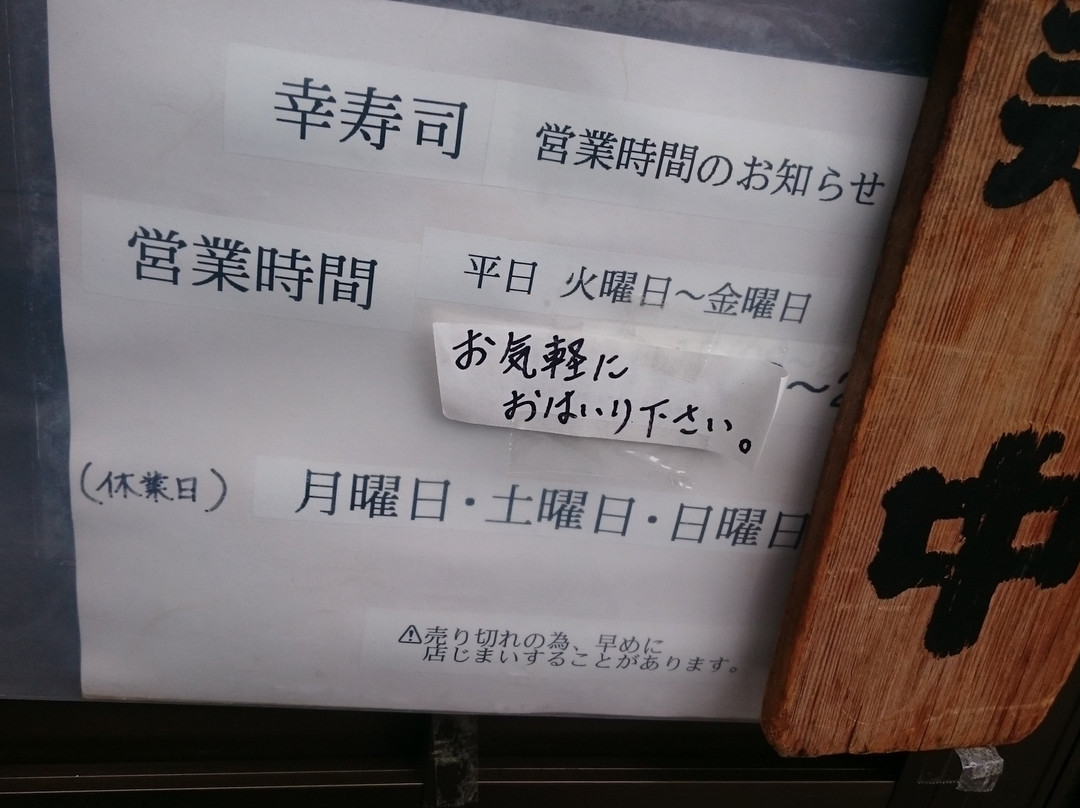 幸寿司 営業時間のお知らせ
営業時間 平日 火曜日～金曜日
お気軽に
おはいり下さい。
～2
(休業日) 月曜日・土曜日・日曜日
⚠売り切れの為、早めに
店じまいすることがあります。
業中